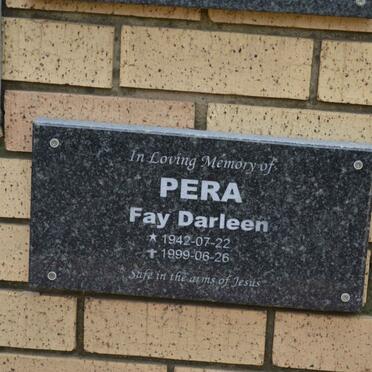 In Loving Memory of
PERA
Fay Darleen
★ 1942-07-22
✝ 1999-06-26
Safe in the arms of Jesus